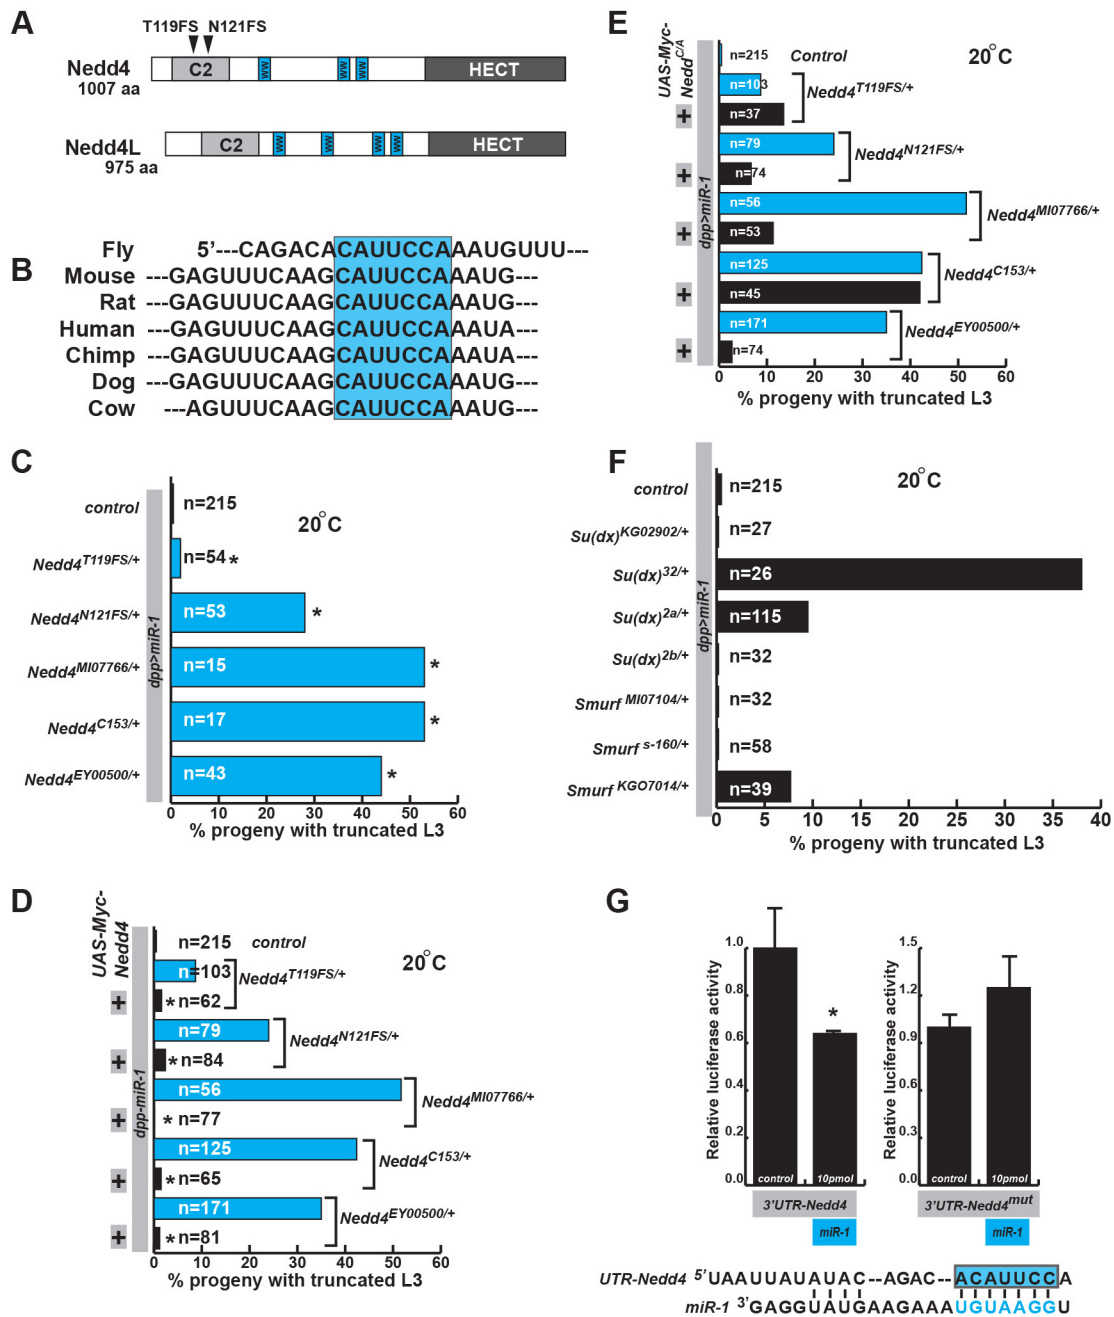 A
T119FS N121FS
Nedd4
1007 aa
C2
WW
WW
WW
HECT
Nedd4L
975 aa
C2
WW
WW
WW
WW
HECT
B
Fly 5’---CAGACACAUUCCAAAUGUUU---
Mouse ---GAGUUUCAAGCAUUCCAAAUG---
Rat ---GAGUUUCAAGCAUUCCAAAUG---
Human ---GAGUUUCAAGCAUUCCAAAUA---
Chimp ---GAGUUUCAAGCAUUCCAAAUA---
Dog ---GAGUUUCAAGCAUUCCAAAUG---
Cow ---AGUUUCAAGCAUUCCAAAUG---
C
20°C
dpp>miR-1
control n=215
Nedd4T119FS/+ n=54 *
Nedd4N121FS/+ n=53 *
Nedd4MI07766/+ n=15 *
Nedd4C153/+ n=17 *
Nedd4EY00500/+ n=43 *
0 10 20 30 40 50 60
% progeny with truncated L3
D
UAS-Myc-
Nedd4
20°C
dpp-miR-1
n=215 control
n=103 Nedd4T119FS/+
+ * n=62
n=79 Nedd4N121FS/+
+ * n=84
n=56 Nedd4MI07766/+
+ * n=77
n=125 Nedd4C153/+
+ * n=65
n=171 Nedd4EY00500/+
+ * n=81
0 10 20 30 40 50 60
% progeny with truncated L3
E
UAS-Myc-
NeddC/A
20°C
dpp>miR-1
n=215 Control
n=103 Nedd4T119FS/+
+ n=37
n=79 Nedd4N121FS/+
+ n=74
n=56 Nedd4MI07766/+
+ n=53
n=125 Nedd4C153/+
+ n=45
n=171 Nedd4EY00500/+
+ n=74
0 10 20 30 40 50 60
% progeny with truncated L3
F
20°C
dpp>miR-1
control n=215
Su(dx)KG02902/+ n=27
Su(dx)32/+ n=26
Su(dx)2a/+ n=115
Su(dx)2b/+ n=32
Smurf MI07104/+ n=32
Smurf s-160/+ n=58
Smurf KGO7014/+ n=39
0 5 10 15 20 25 30 35 40
% progeny with truncated L3
G
Relative luciferase activity
1.0
0.8
0.6
0.4
0.2
0.0
*
control 10pmol
3’UTR-Nedd4
miR-1
Relative luciferase activity
1.5
1.2
0.9
0.6
0.3
0.0
control 10pmol
3’UTR-Nedd4mut
miR-1
UTR-Nedd4 5’UAAUUAUAUAC--AGAC--ACAUUCCA
miR-1 3’GAGGUAUGAAGAAAUGUAAGGU